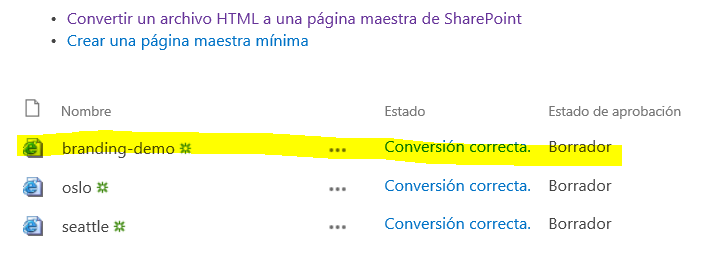 • Convertir un archivo HTML a una página maestra de SharePoint
• Crear una página maestra mínima
Nombre Estado Estado de aprobación
branding-demo ... Conversión correcta. Borrador
oslo ... Conversión correcta. Borrador
seattle ... Conversión correcta. Borrador